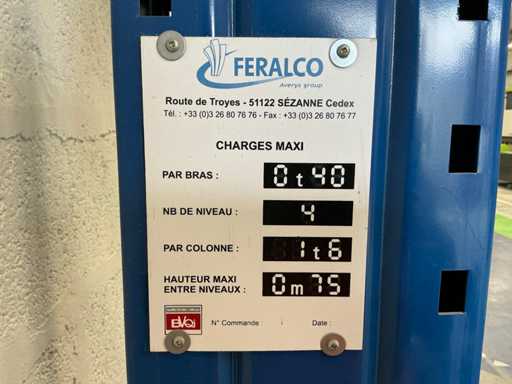 FERALCO
Averys group
Route de Troyes - 51122 SÉZANNE Cedex
Tél. : +33 (0)3 26 80 76 76 - Fax : +33 (0)3 26 80 76 77
CHARGES MAXI
PAR BRAS : 0t40
NB DE NIVEAU : 4
PAR COLONNE : 1t6
HAUTEUR MAXI
ENTRE NIVEAUX : 0m75
N° Commande : Date :